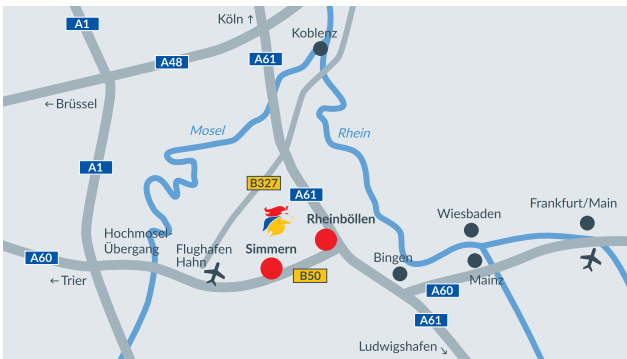 Köln ↑
A1
Koblenz
A48
A61
← Brüssel
Mosel
Rhein
A1
B327
A61
Rheinböllen
Frankfurt/Main
Wiesbaden
Hochmosel-
Übergang
Flughafen
Hahn
Simmern
A60
Bingen
← Trier
B50
Mainz
A60
A61
Ludwigshafen ↘